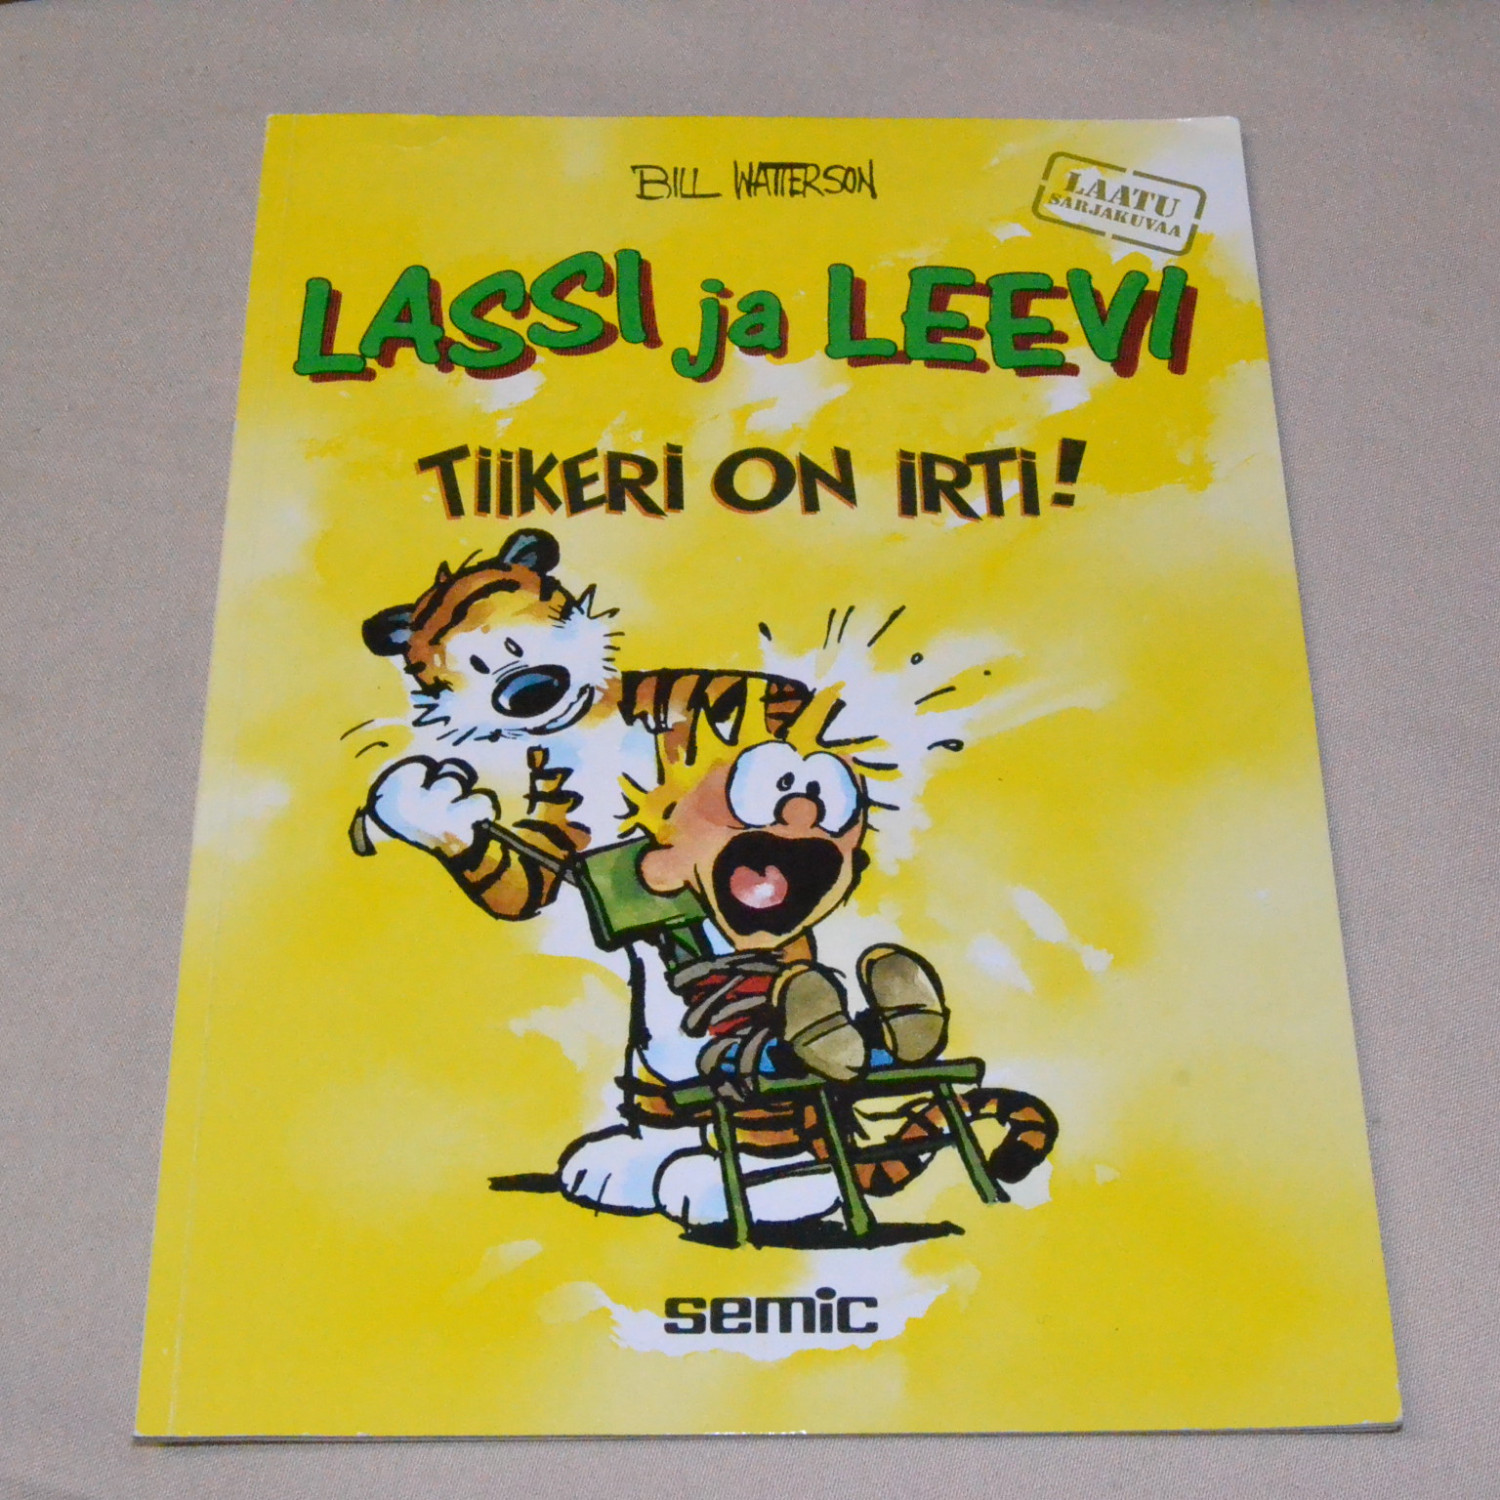 BILL WATTERSON
LAATU
SARJAKUVAA
LASSI ja LEEVI
TiiKERi ON iRTi!
semic